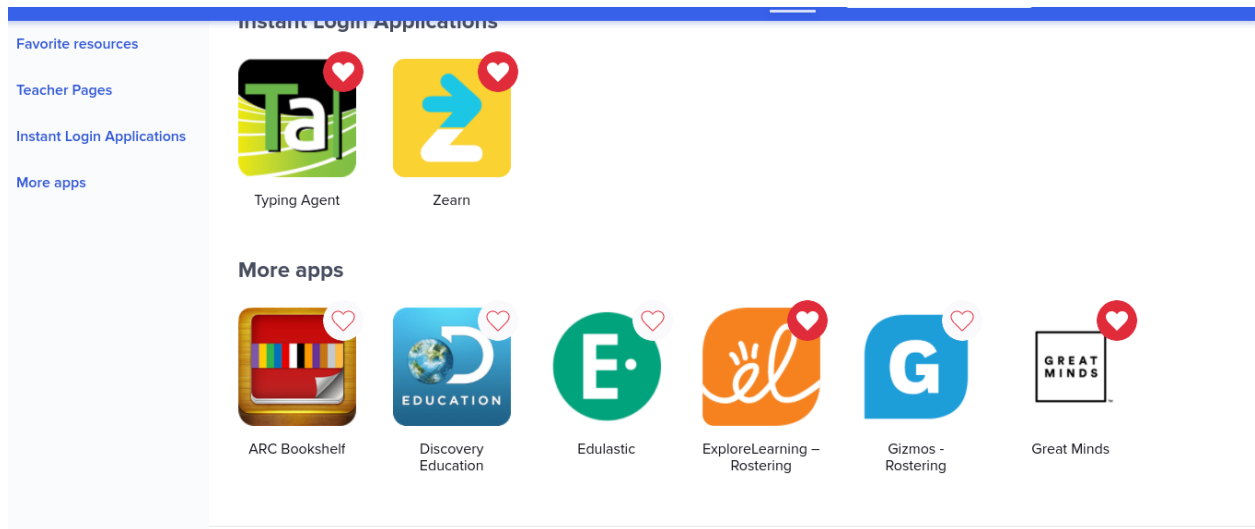 Instant Login Applications
Favorite resources
Teacher Pages
Instant Login Applications
More apps
Ta
Typing Agent
Zearn
More apps
EDUCATION
E
el
G
GREAT
MINDS
ARC Bookshelf
Discovery
Education
Edulastic
ExploreLearning –
Rostering
Gizmos -
Rostering
Great Minds